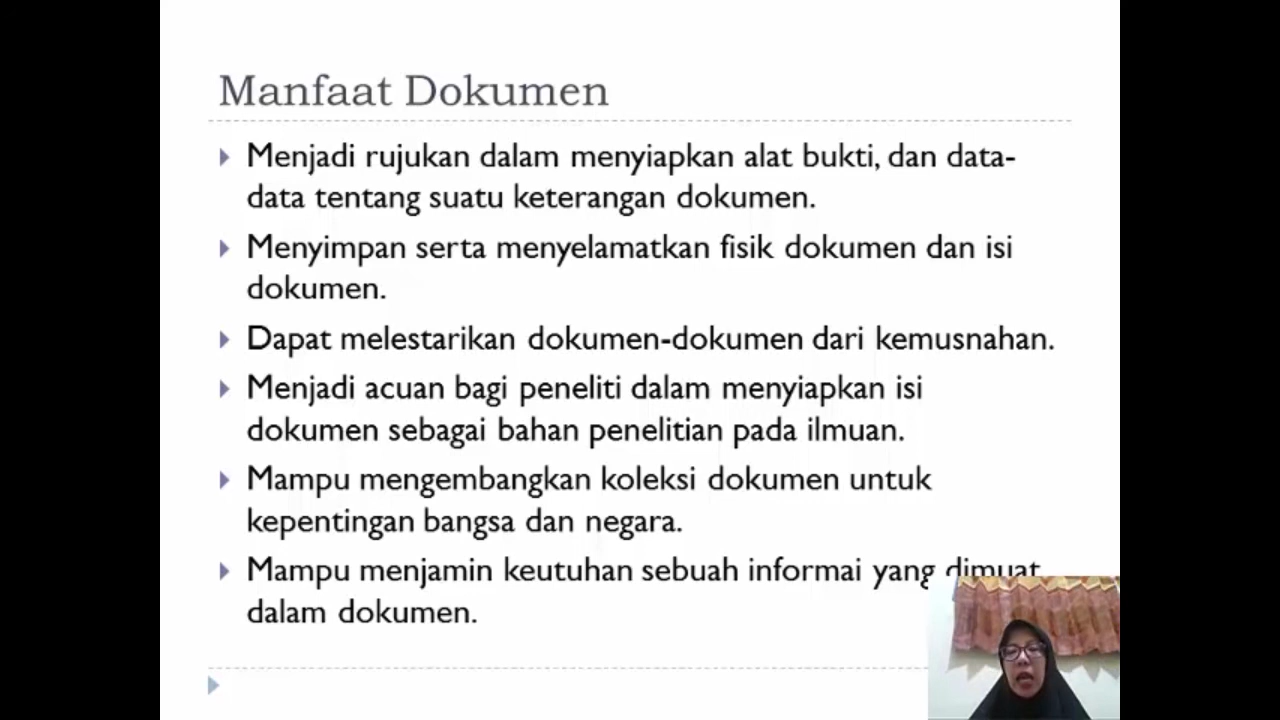 Manfaat Dokumen
Menjadi rujukan dalam menyiapkan alat bukti, dan data-
data tentang suatu keterangan dokumen.
Menyimpan serta menyelamatkan fisik dokumen dan isi
dokumen.
Dapat melestarikan dokumen-dokumen dari kemusnahan.
Menjadi acuan bagi peneliti dalam menyiapkan isi
dokumen sebagai bahan penelitian pada ilmuan.
Mampu mengembangkan koleksi dokumen untuk
kepentingan bangsa dan negara.
Mampu menjamin keutuhan sebuah informai yang dimuat
dalam dokumen.